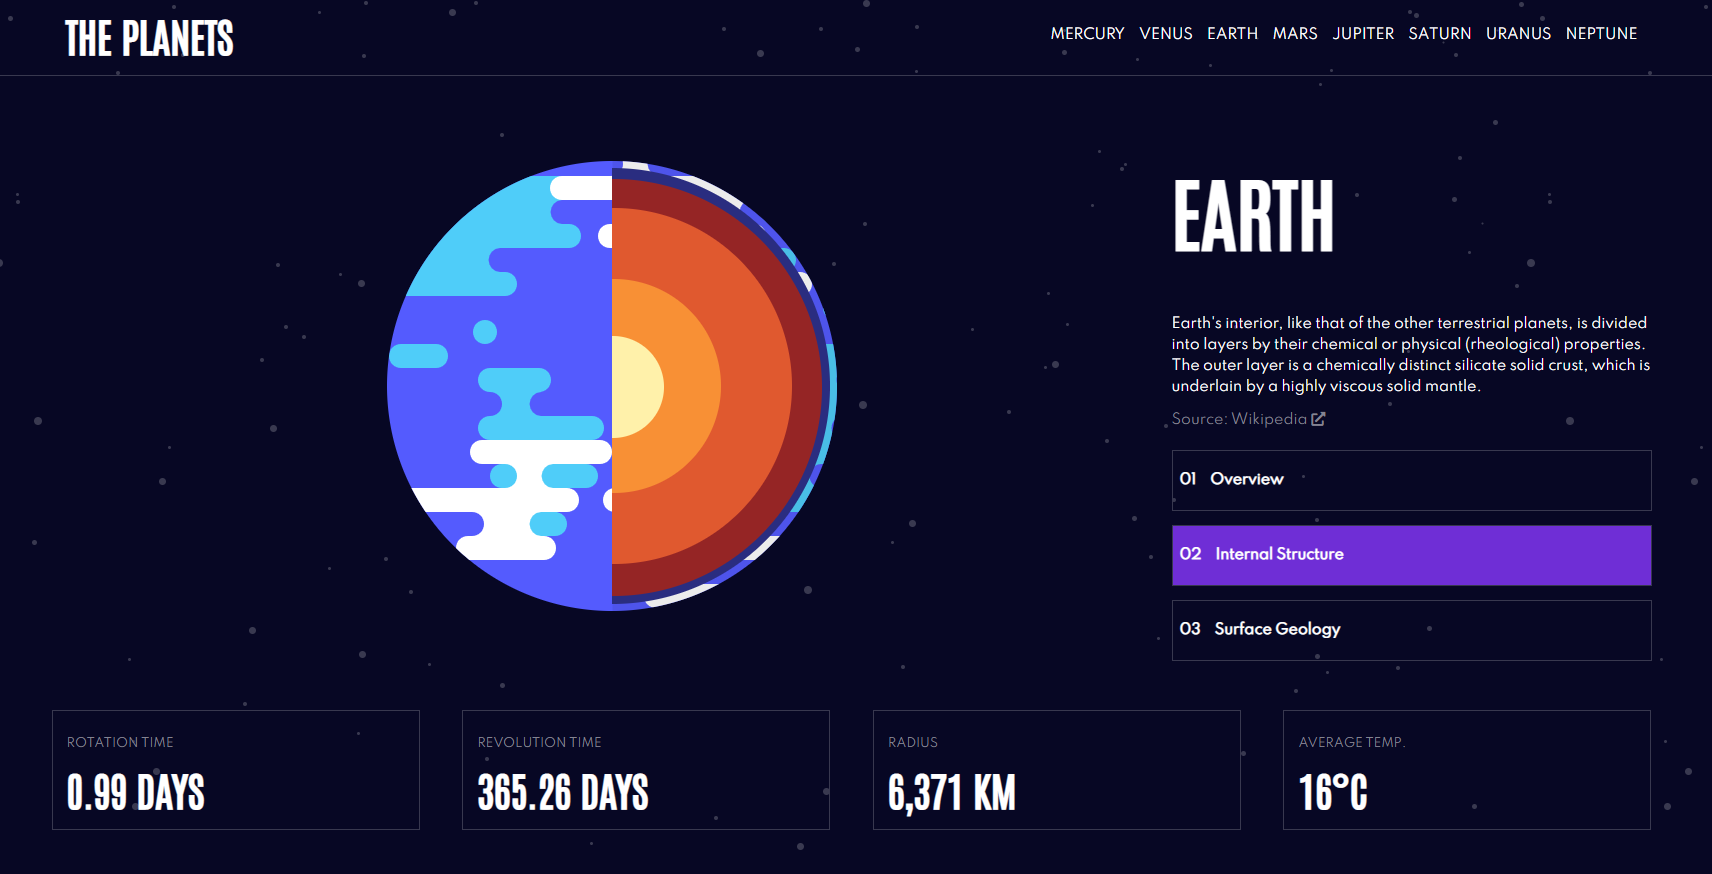 THE PLANETS
MERCURY VENUS EARTH MARS JUPITER SATURN URANUS NEPTUNE
EARTH
Earth's interior, like that of the other terrestrial planets, is divided
into layers by their chemical or physical (rheological) properties.
The outer layer is a chemically distinct silicate solid crust, which is
underlain by a highly viscous solid mantle.
Source: Wikipedia
01 Overview
02 Internal Structure
03 Surface Geology
ROTATION TIME
0.99 DAYS
REVOLUTION TIME
365.26 DAYS
RADIUS
6,371 KM
AVERAGE TEMP.
16°C